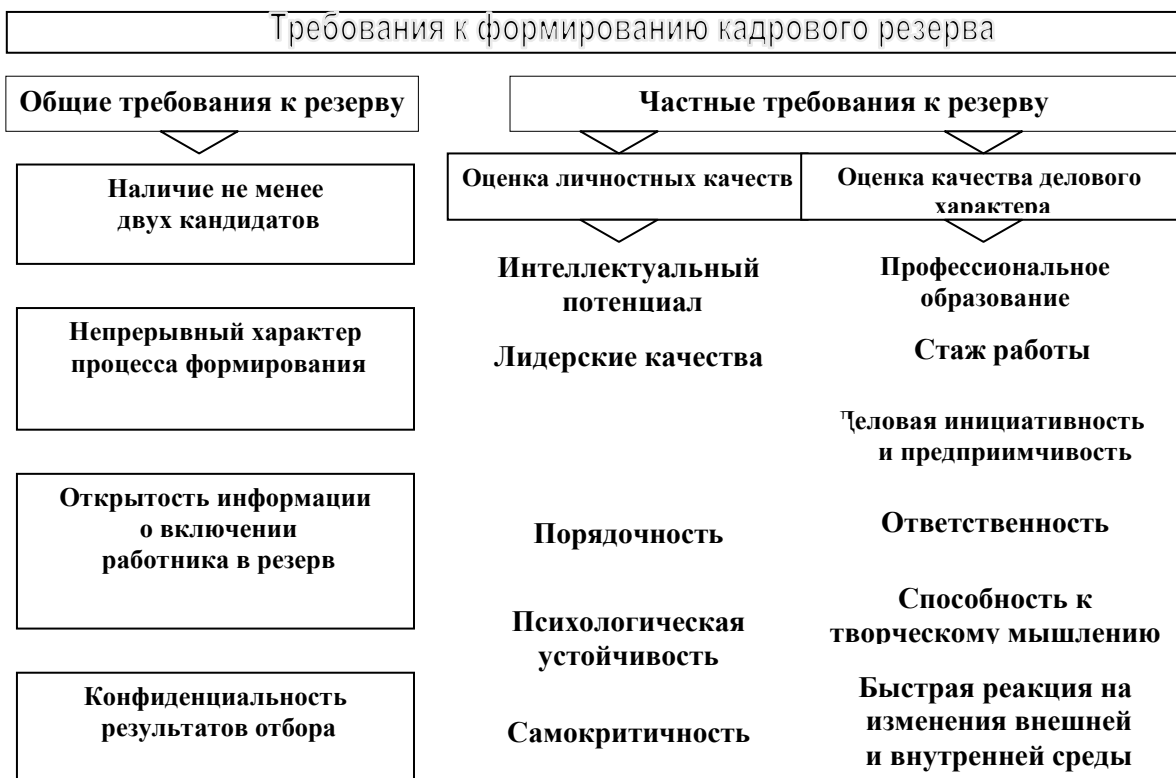 Требования к формированию кадрового резерва
Общие требования к резерву
Наличие не менее
двух кандидатов
Непрерывный характер
процесса формирования
Открытость информации
о включении
работника в резерв
Конфиденциальность
результатов отбора
Частные требования к резерву
Оценка личностных качеств
Интеллектуальный
потенциал
Лидерские качества
Порядочность
Психологическая
устойчивость
Самокритичность
Оценка качества делового
характера
Профессиональное
образование
Стаж работы
Деловая инициативность
и предприимчивость
Ответственность
Способность к
творческому мышлению
Быстрая реакция на
изменения внешней
и внутренней среды